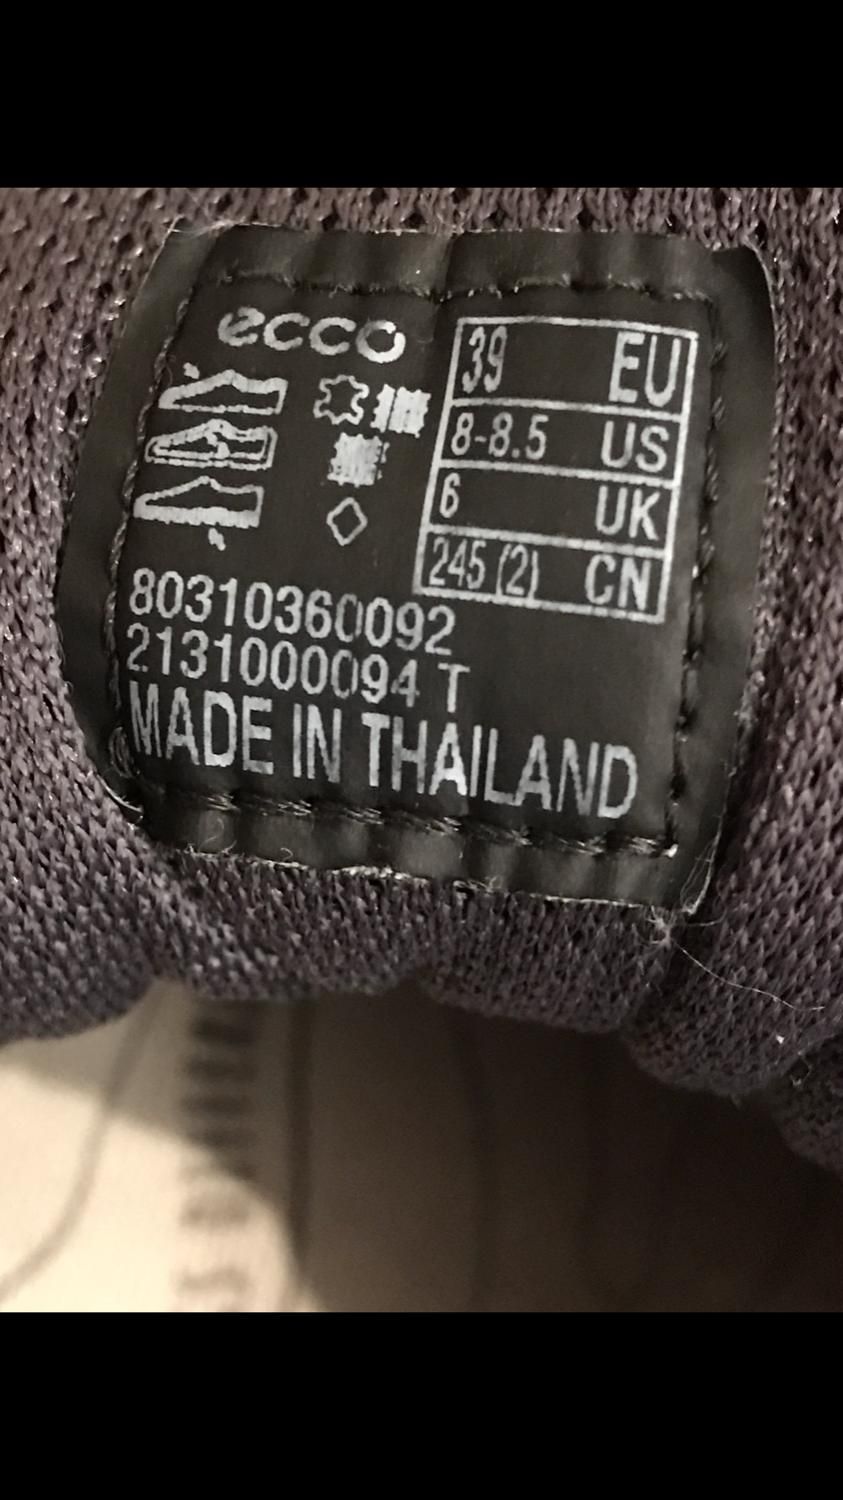 ecco
39 EU
8-8.5 US
6 UK
245 (2) CN
80310360092
2131000094 T
MADE IN THAILAND